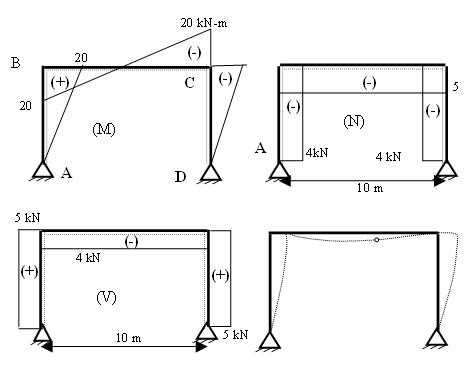 20 kN-m
B
20
(-)
(+)
C
(-)
20
(M)
A
D
(-)
5
(-)
(-)
(N)
A
4kN
4 kN
10 m
5 kN
(-)
(+)
4 kN
(+)
(V)
10 m
5 kN